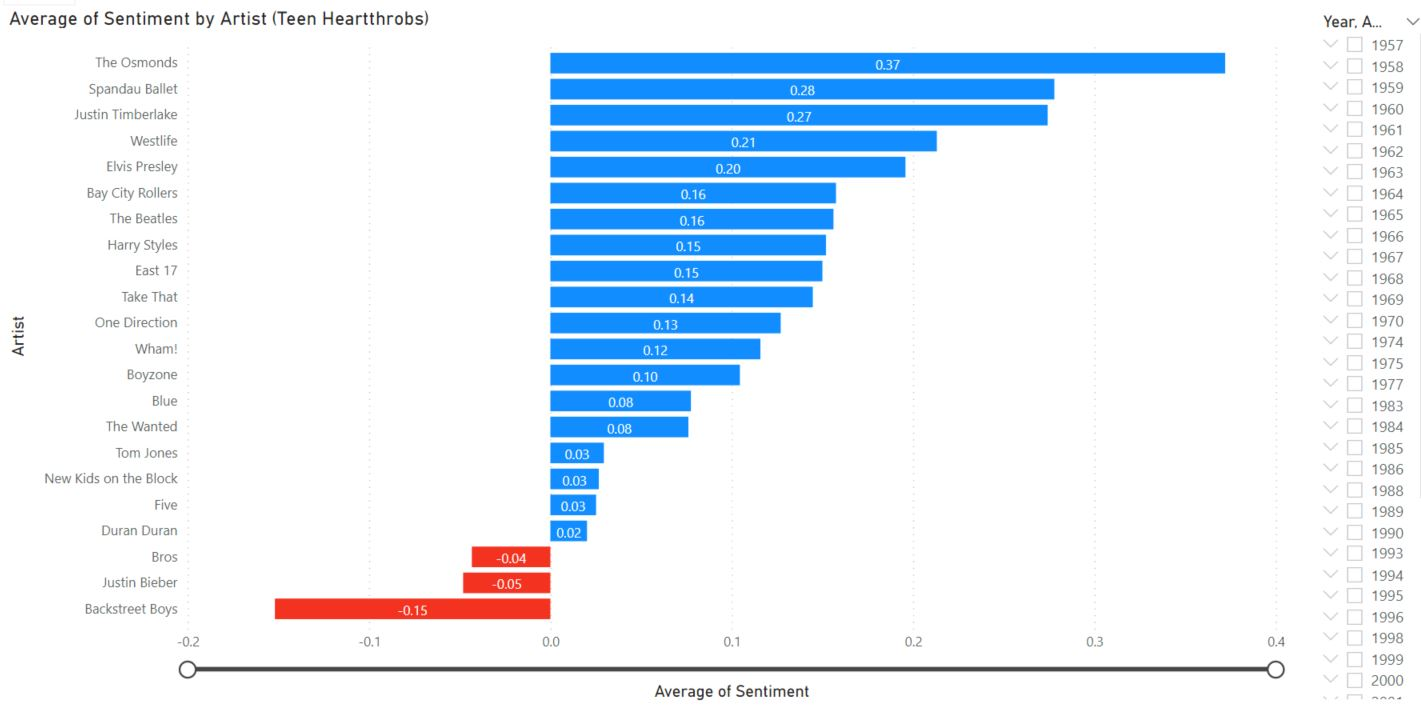 Average of Sentiment by Artist (Teen Heartthrobs)
Artist
The Osmonds 0.37
Spandau Ballet 0.28
Justin Timberlake 0.27
Westlife 0.21
Elvis Presley 0.20
Bay City Rollers 0.16
The Beatles 0.16
Harry Styles 0.15
East 17 0.15
Take That 0.14
One Direction 0.13
Wham! 0.12
Boyzone 0.10
Blue 0.08
The Wanted 0.08
Tom Jones 0.03
New Kids on the Block 0.03
Five 0.03
Duran Duran 0.02
Bros -0.04
Justin Bieber -0.05
Backstreet Boys -0.15
-0.2 -0.1 0.0 0.1 0.2 0.3 0.4
Average of Sentiment
Year, A...
1957
1958
1959
1960
1961
1962
1963
1964
1965
1966
1967
1968
1969
1970
1974
1975
1977
1983
1984
1985
1986
1988
1989
1990
1993
1994
1995
1996
1998
1999
2000